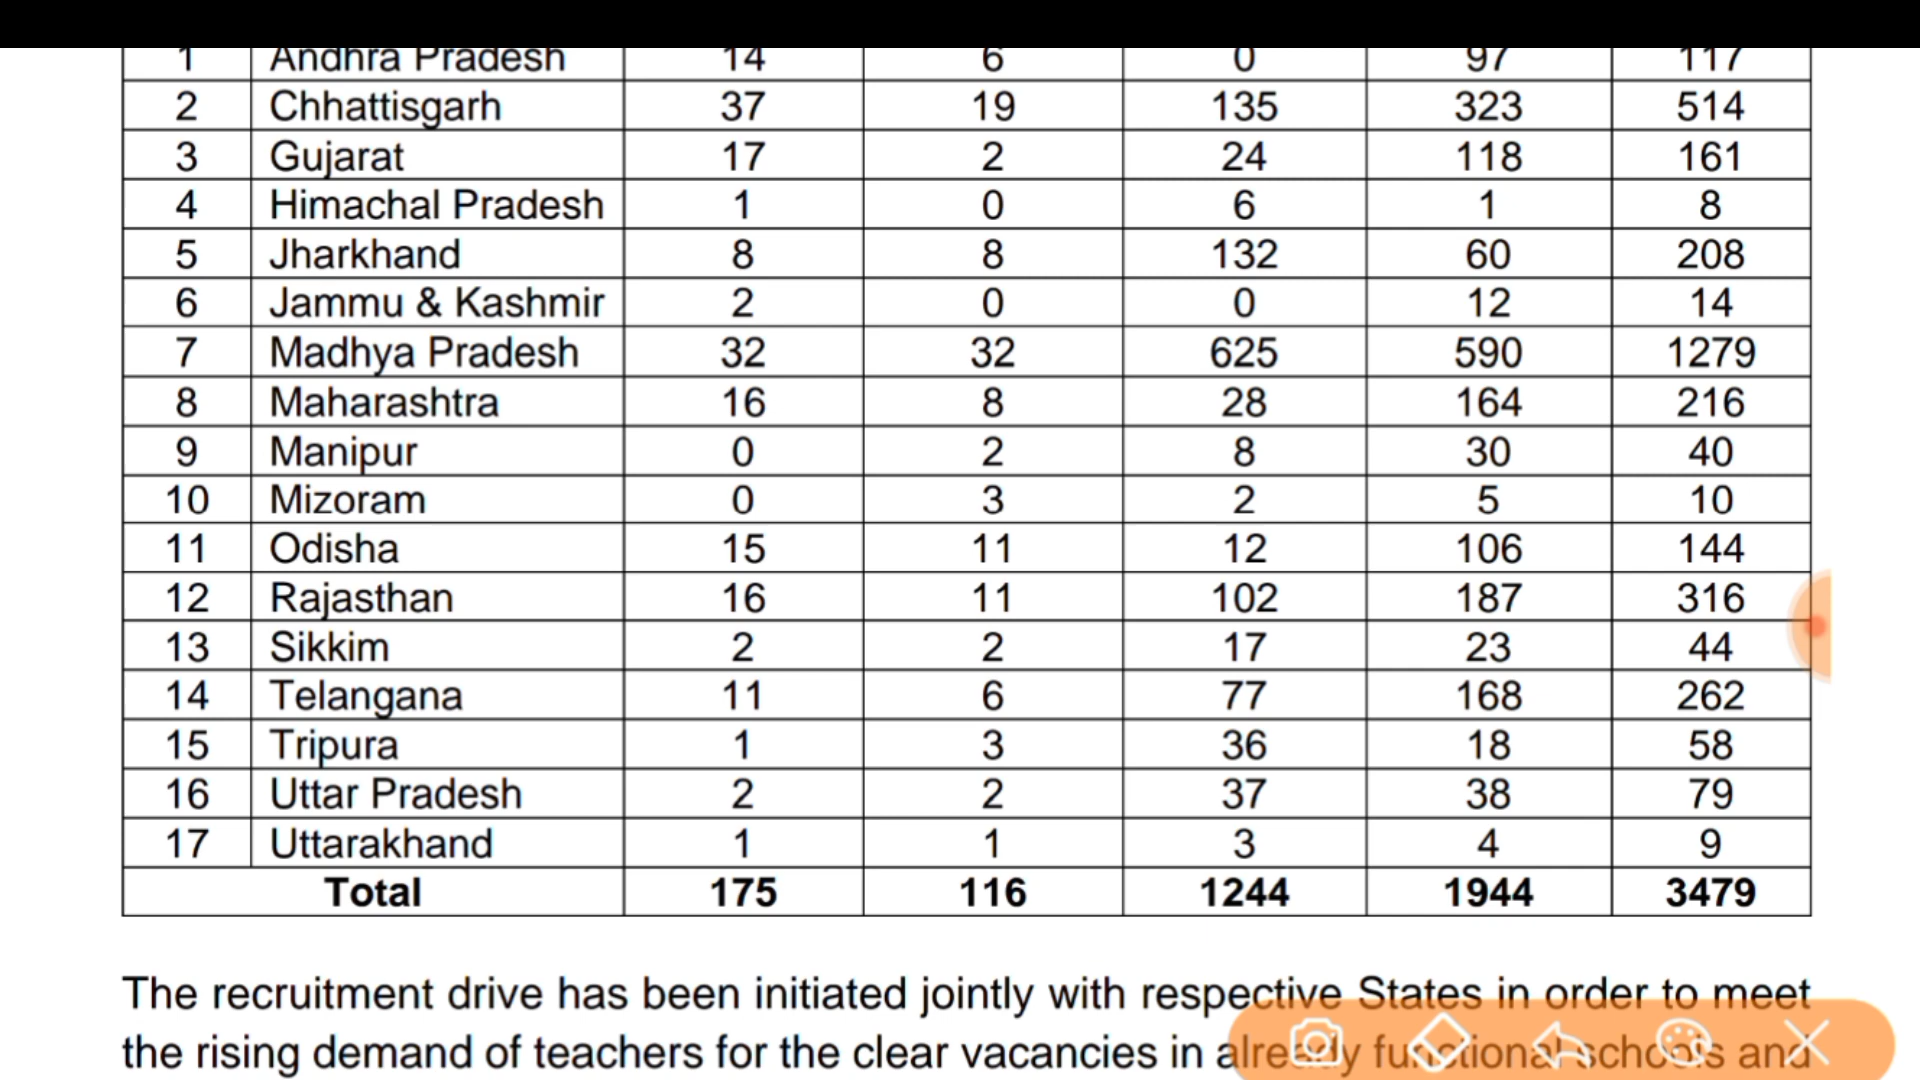 1 Andhra Pradesh 14 6 0 97 117
2 Chhattisgarh 37 19 135 323 514
3 Gujarat 17 2 24 118 161
4 Himachal Pradesh 1 0 6 1 8
5 Jharkhand 8 8 132 60 208
6 Jammu & Kashmir 2 0 0 12 14
7 Madhya Pradesh 32 32 625 590 1279
8 Maharashtra 16 8 28 164 216
9 Manipur 0 2 8 30 40
10 Mizoram 0 3 2 5 10
11 Odisha 15 11 12 106 144
12 Rajasthan 16 11 102 187 316
13 Sikkim 2 2 17 23 44
14 Telangana 11 6 77 168 262
15 Tripura 1 3 36 18 58
16 Uttar Pradesh 2 2 37 38 79
17 Uttarakhand 1 1 3 4 9
Total 175 116 1244 1944 3479
The recruitment drive has been initiated jointly with respective States in order to meet
the rising demand of teachers for the clear vacancies in already functional schools and